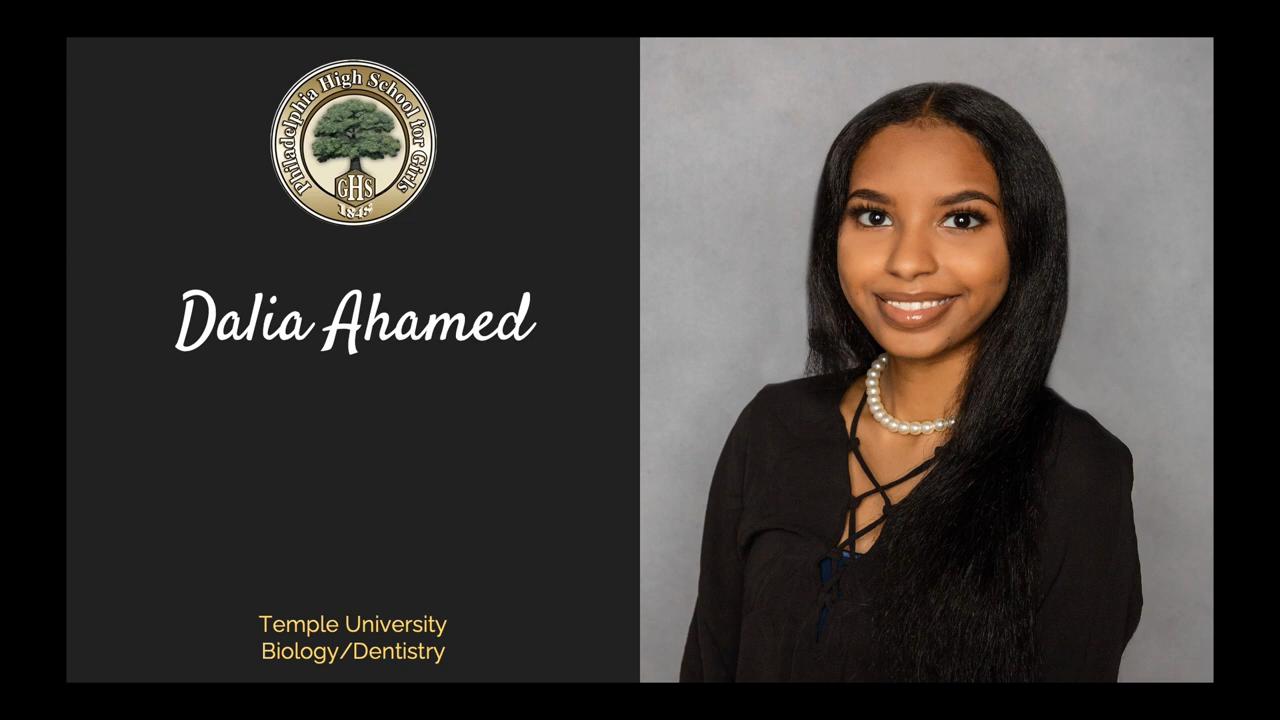 Philadelphia High School for Girls
GHS
1848
Dalia Ahamed
Temple University
Biology/Dentistry